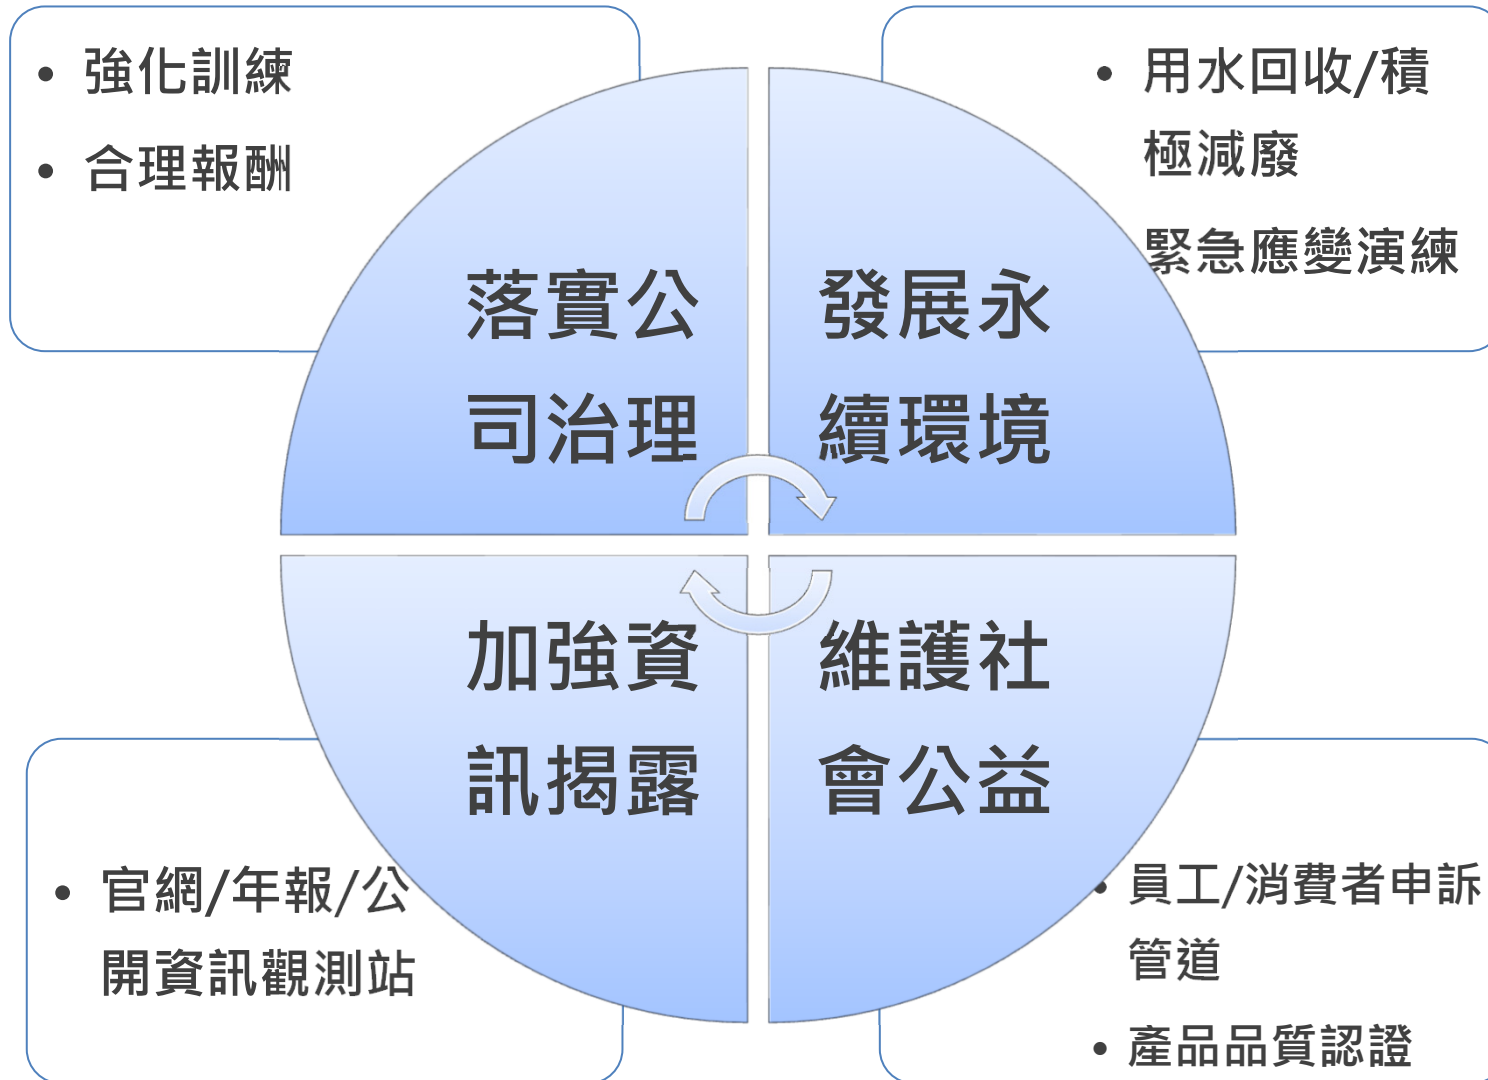 • 強化訓練
• 合理報酬
• 用水回收/積
極減廢
緊急應變演練
落實公
司治理
發展永
續環境
加強資
訊揭露
維護社
會公益
• 官網/年報/公
開資訊觀測站
• 員工/消費者申訴
管道
• 產品品質認證